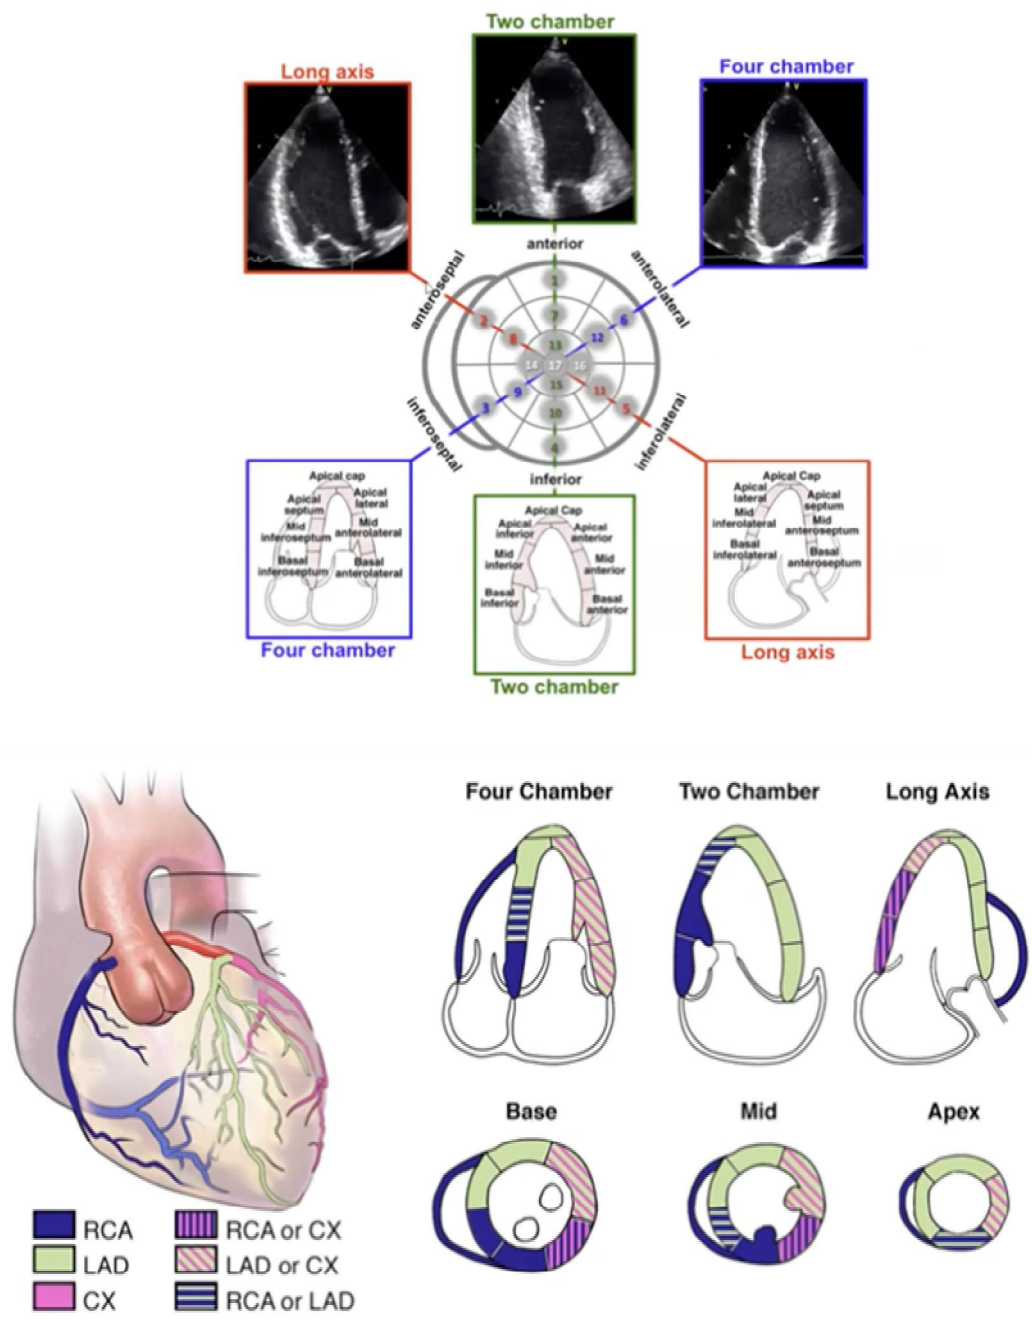 Two chamber
Long axis
Four chamber
V
V
V
anterior
anteroseptal
anterolateral
1
2
6
7
8
12
13
14 17 16
15
9
11
3
5
10
4
inferoseptal
inferolateral
inferior
Apical cap
Apical septum
Apical lateral
Mid inferoseptum
Mid anterolateral
Basal inferoseptum
Basal anterolateral
Four chamber
Apical Cap
Apical inferior
Apical anterior
Mid inferior
Mid anterior
Basal inferior
Basal anterior
Two chamber
Apical Cap
Apical lateral
Apical septum
Mid inferolateral
Mid anteroseptum
Basal inferolateral
Basal anteroseptum
Long axis
Four Chamber
Two Chamber
Long Axis
Base
Mid
Apex
RCA
LAD
CX
RCA or CX
LAD or CX
RCA or LAD